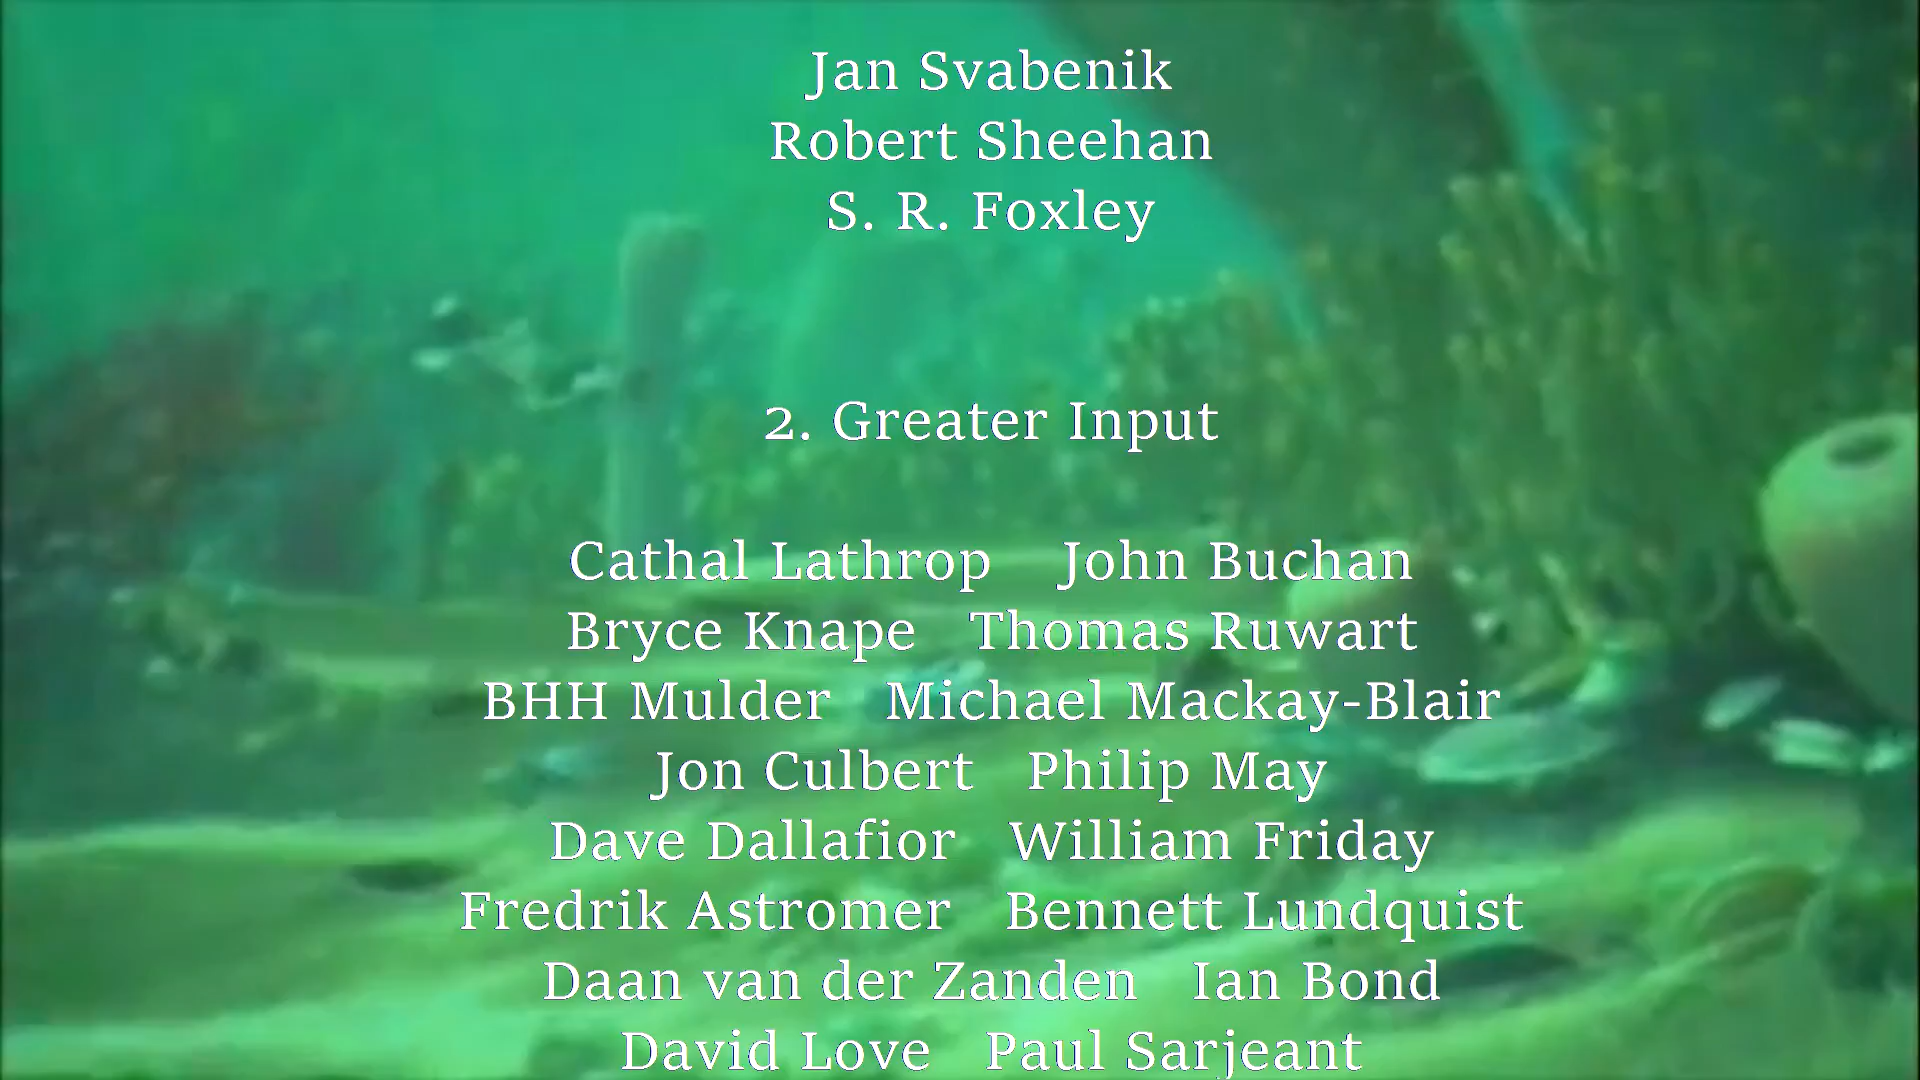 Jan Svabenik
Robert Sheehan
S. R. Foxley
2. Greater Input
Cathal Lathrop John Buchan
Bryce Knape Thomas Ruwart
BHH Mulder Michael Mackay-Blair
Jon Culbert Philip May
Dave Dallafior William Friday
Fredrik Astromer Bennett Lundquist
Daan van der Zanden Ian Bond
David Love Paul Sarjeant